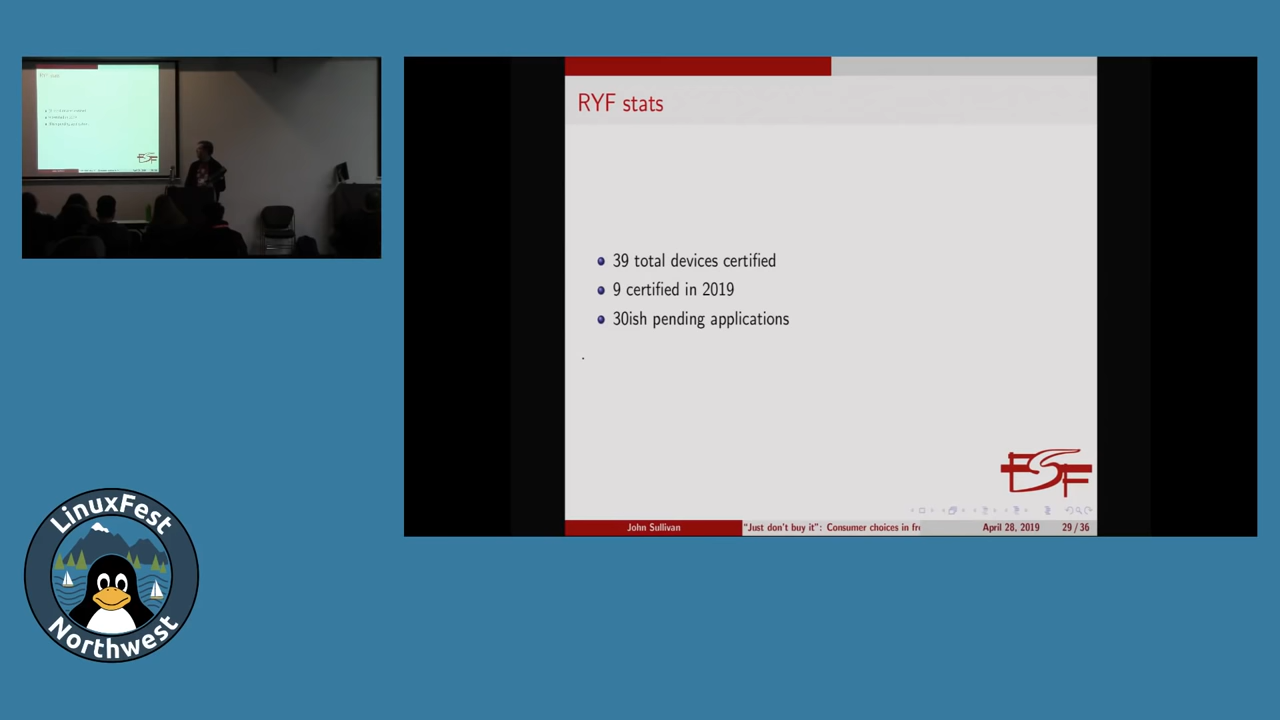 RYF stats
39 total devices certified
9 certified in 2019
30ish pending applications
FSF
John Sullivan
"Just don't buy it": Consumer choices in fre
April 28, 2019
29 / 36
LinuxFest
Northwest